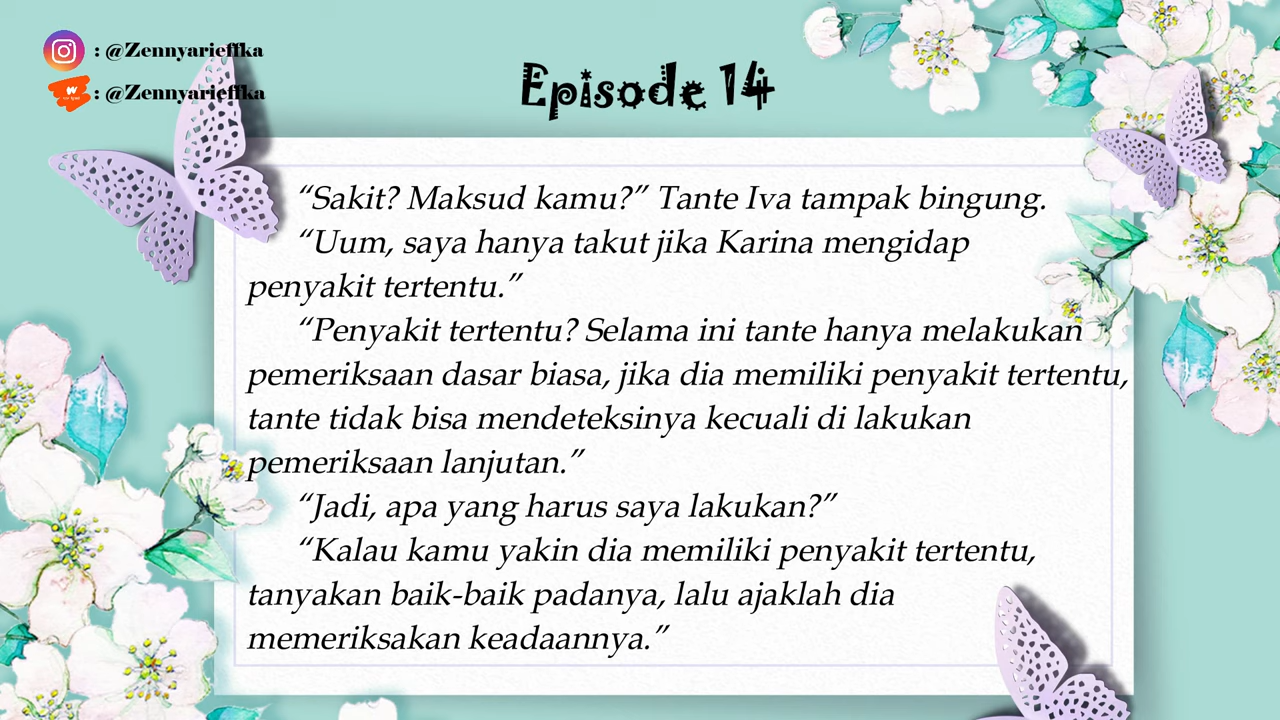 : @Zennyarieffka
: @Zennyarieffka
Episode 14
“Sakit? Maksud kamu?” Tante Iva tampak bingung.
“Uum, saya hanya takut jika Karina mengidap
penyakit tertentu.”
“Penyakit tertentu? Selama ini tante hanya melakukan
pemeriksaan dasar biasa, jika dia memiliki penyakit tertentu,
tante tidak bisa mendeteksinya kecuali di lakukan
pemeriksaan lanjutan.”
“Jadi, apa yang harus saya lakukan?”
“Kalau kamu yakin dia memiliki penyakit tertentu,
tanyakan baik-baik padanya, lalu ajaklah dia
memeriksakan keadaannya.”